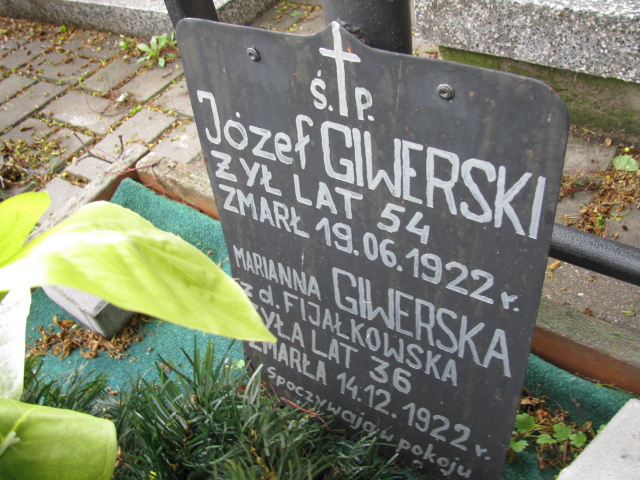 Ś. P.
Józef GIWERSKI
ŻYŁ LAT 54
ZMARŁ 19.06.1922 r.
MARIANNA GIWERSKA
z d. FIJAŁKOWSKA
ŻYŁA LAT 36
ZMARŁA 14.12.1922 r.
spoczywają w pokoju